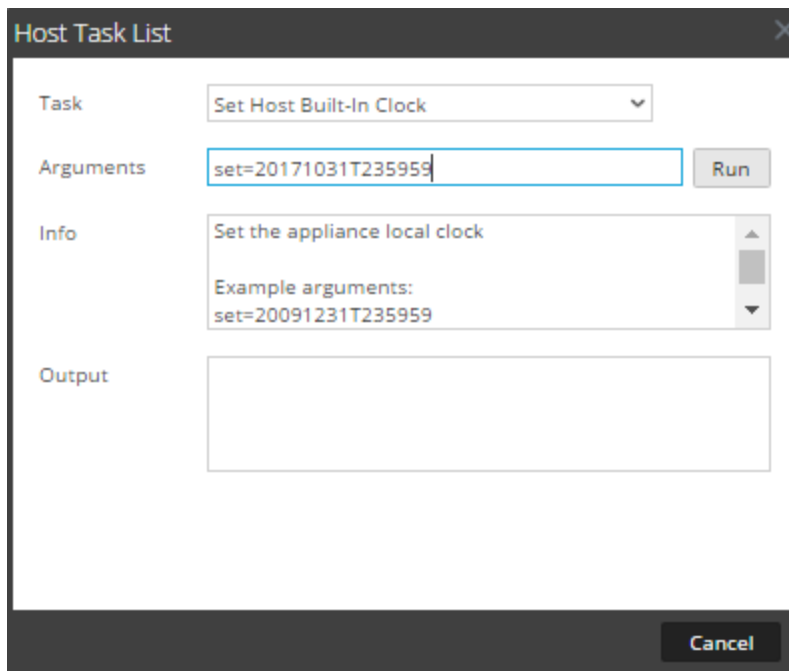 Host Task List
Task
Set Host Built-In Clock
Arguments
set=20171031T235959
Run
Info
Set the appliance local clock
Example arguments:
set=20091231T235959
Output
Cancel